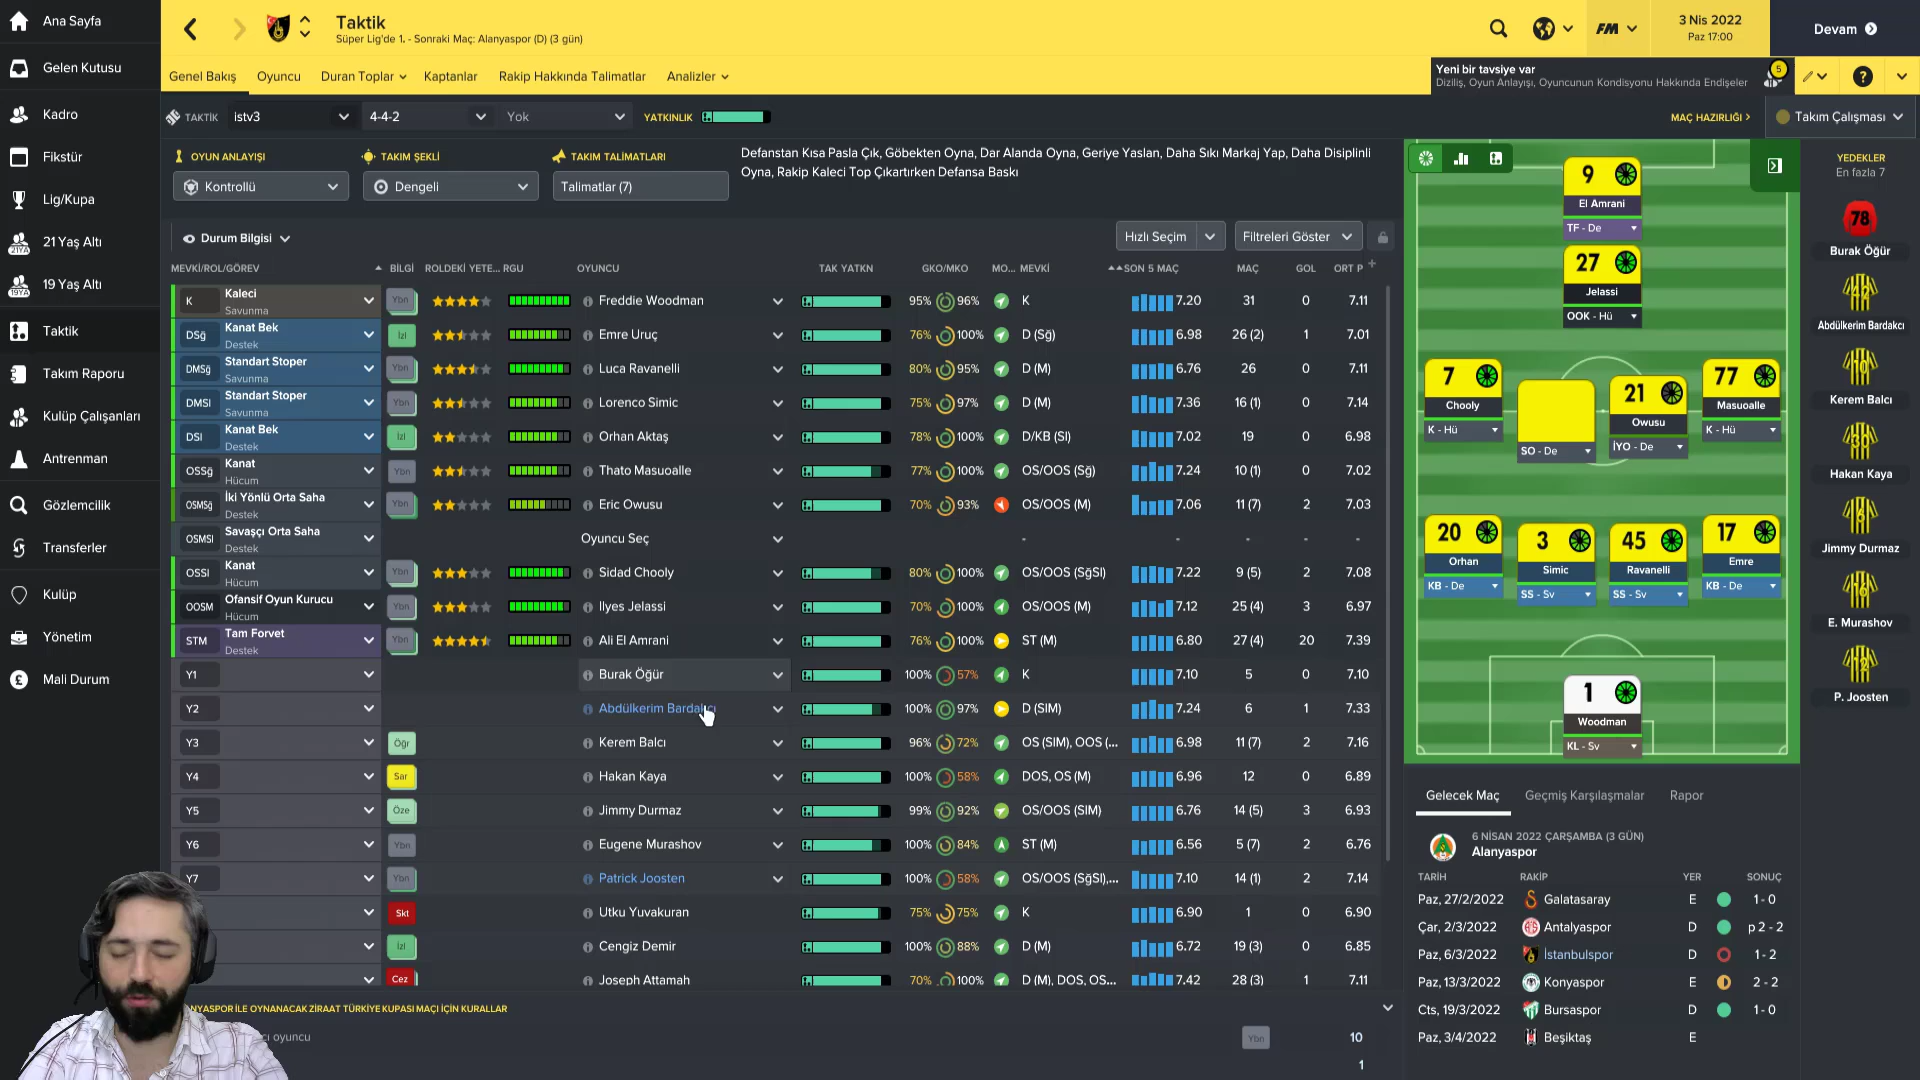 Ana Sayfa
Gelen Kutusu
Kadro
Fikstür
Lig/Kupa
21 Yaş Altı
19 Yaş Altı
Taktik
Takım Raporu
Kulüp Çalışanları
Antrenman
Gözlemcilik
Transferler
Kulüp
Yönetim
Mali Durum
Taktik
Süper Lig'de 1. - Sonraki Maç: Alanyaspor (D) (3 gün)
FM
3 Nis 2022
Paz 17:00
Devam
Genel Bakış Oyuncu Duran Toplar Kaptanlar Rakip Hakkında Talimatlar Analizler
Yeni bir tavsiye var
Diziliş, Oyun Anlayışı, Oyuncunun Kondisyonu Hakkında Endişeler
5
TAKTİK istv3 4-4-2 Yok YATKINLIK
MAÇ HAZIRLIĞI > Takım Çalışması
OYUN ANLAYIŞI TAKIM ŞEKLİ TAKIM TALİMATLARI
Kontrollü Dengeli Talimatlar (7)
Defanstan Kısa Pasla Çık, Göbekten Oyna, Dar Alanda Oyna, Geriye Yaslan, Daha Sıkı Markaj Yap, Daha Disiplinli
Oyna, Rakip Kaleci Top Çıkartırken Defansa Baskı
Durum Bilgisi Hızlı Seçim Filtreleri Göster
MEVKİ/ROL/GÖREV BİLGİ ROLDEKİ YETE... RGU OYUNCU TAK YATKN GKO/MKO MO... MEVKİ SON 5 MAÇ MAÇ GOL ORT P
K Kaleci Savunma Ybn Freddie Woodman 95% 96% K 7.20 31 0 7.11
DSğ Kanat Bek Destek İzl Emre Uruç 76% 100% D (Sğ) 6.98 26 (2) 1 7.01
DMSğ Standart Stoper Savunma Ybn Luca Ravanelli 80% 95% D (M) 6.76 26 0 7.11
DMSl Standart Stoper Savunma Ybn Lorenco Simic 75% 97% D (M) 7.36 16 (1) 0 7.14
DSl Kanat Bek Destek İzl Orhan Aktaş 78% 100% D/KB (Sl) 7.02 19 0 6.98
OSSğ Kanat Hücum Ybn Thato Masuoalle 77% 100% OS/OOS (Sğ) 7.24 10 (1) 0 7.02
OSMSğ İki Yönlü Orta Saha Destek Ybn Eric Owusu 70% 93% OS/OOS (M) 7.06 11 (7) 2 7.03
OSMSl Savaşçı Orta Saha Destek Oyuncu Seç - - - - -
OSSl Kanat Hücum Ybn Sidad Chooly 80% 100% OS/OOS (SğSl) 7.22 9 (5) 2 7.08
OOSM Ofansif Oyun Kurucu Hücum Ybn Ilyes Jelassi 70% 100% OS/OOS (M) 7.12 25 (4) 3 6.97
STM Tam Forvet Destek Ybn Ali El Amrani 76% 100% ST (M) 6.80 27 (4) 20 7.39
Y1 Burak Öğür 100% 57% K 7.10 5 0 7.10
Y2 Abdülkerim Bardakcı 100% 97% D (SlM) 7.24 6 1 7.33
Y3 Öğr Kerem Balcı 96% 72% OS (SlM), OOS (... 6.98 11 (7) 2 7.16
Y4 Sar Hakan Kaya 100% 58% DOS, OS (M) 6.96 12 0 6.89
Y5 Öze Jimmy Durmaz 99% 92% OS/OOS (SlM) 6.76 14 (5) 3 6.93
Y6 Ybn Eugene Murashov 100% 84% ST (M) 6.56 5 (7) 2 6.76
Y7 Ybn Patrick Joosten 100% 58% OS/OOS (SğSl),... 7.10 14 (1) 2 7.14
Skt Utku Yuvakuran 75% 75% K 6.90 1 0 6.90
İzl Cengiz Demir 100% 88% D (M) 6.72 19 (3) 0 6.85
Cez Joseph Attamah 70% 100% D (M), DOS, OS... 7.42 28 (3) 1 7.11
NYASPOR İLE OYNANACAK ZİRAAT TÜRKİYE KUPASI MAÇI İÇİN KURALLAR
cı oyuncu Ybn 10
1
9
El Amrani
TF - De
27
Jelassi
OOK - Hü
7
Chooly
K - Hü
SO - De
21
Owusu
İYO - De
77
Masuoalle
K - Hü
20
Orhan
KB - De
3
Simic
SS - Sv
45
Ravanelli
SS - Sv
17
Emre
KB - De
1
Woodman
KL - Sv
YEDEKLER
En fazla 7
78
Burak Öğür
Abdülkerim Bardakcı
Kerem Balcı
Hakan Kaya
Jimmy Durmaz
E. Murashov
P. Joosten
Gelecek Maç Geçmiş Karşılaşmalar Rapor
6 NİSAN 2022 ÇARŞAMBA (3 GÜN)
Alanyaspor
TARİH RAKİP YER SONUÇ
Paz, 27/2/2022 Galatasaray E 1 - 0
Çar, 2/3/2022 Antalyaspor D p 2 - 2
Paz, 6/3/2022 İstanbulspor D 1 - 2
Paz, 13/3/2022 Konyaspor E 2 - 2
Cts, 19/3/2022 Bursaspor D 1 - 0
Paz, 3/4/2022 Beşiktaş E